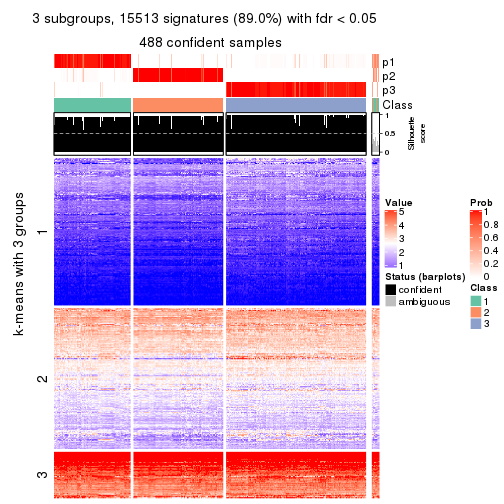 3 subgroups, 15513 signatures (89.0%) with fdr < 0.05
488 confident samples
p1
p2
p3
Class
1
0.5
0
Silhouette
score
k-means with 3 groups
1
2
3
Value
5
4
3
2
1
Status (barplots)
confident
ambiguous
Prob
1
0.8
0.6
0.4
0.2
0
Class
1
2
3